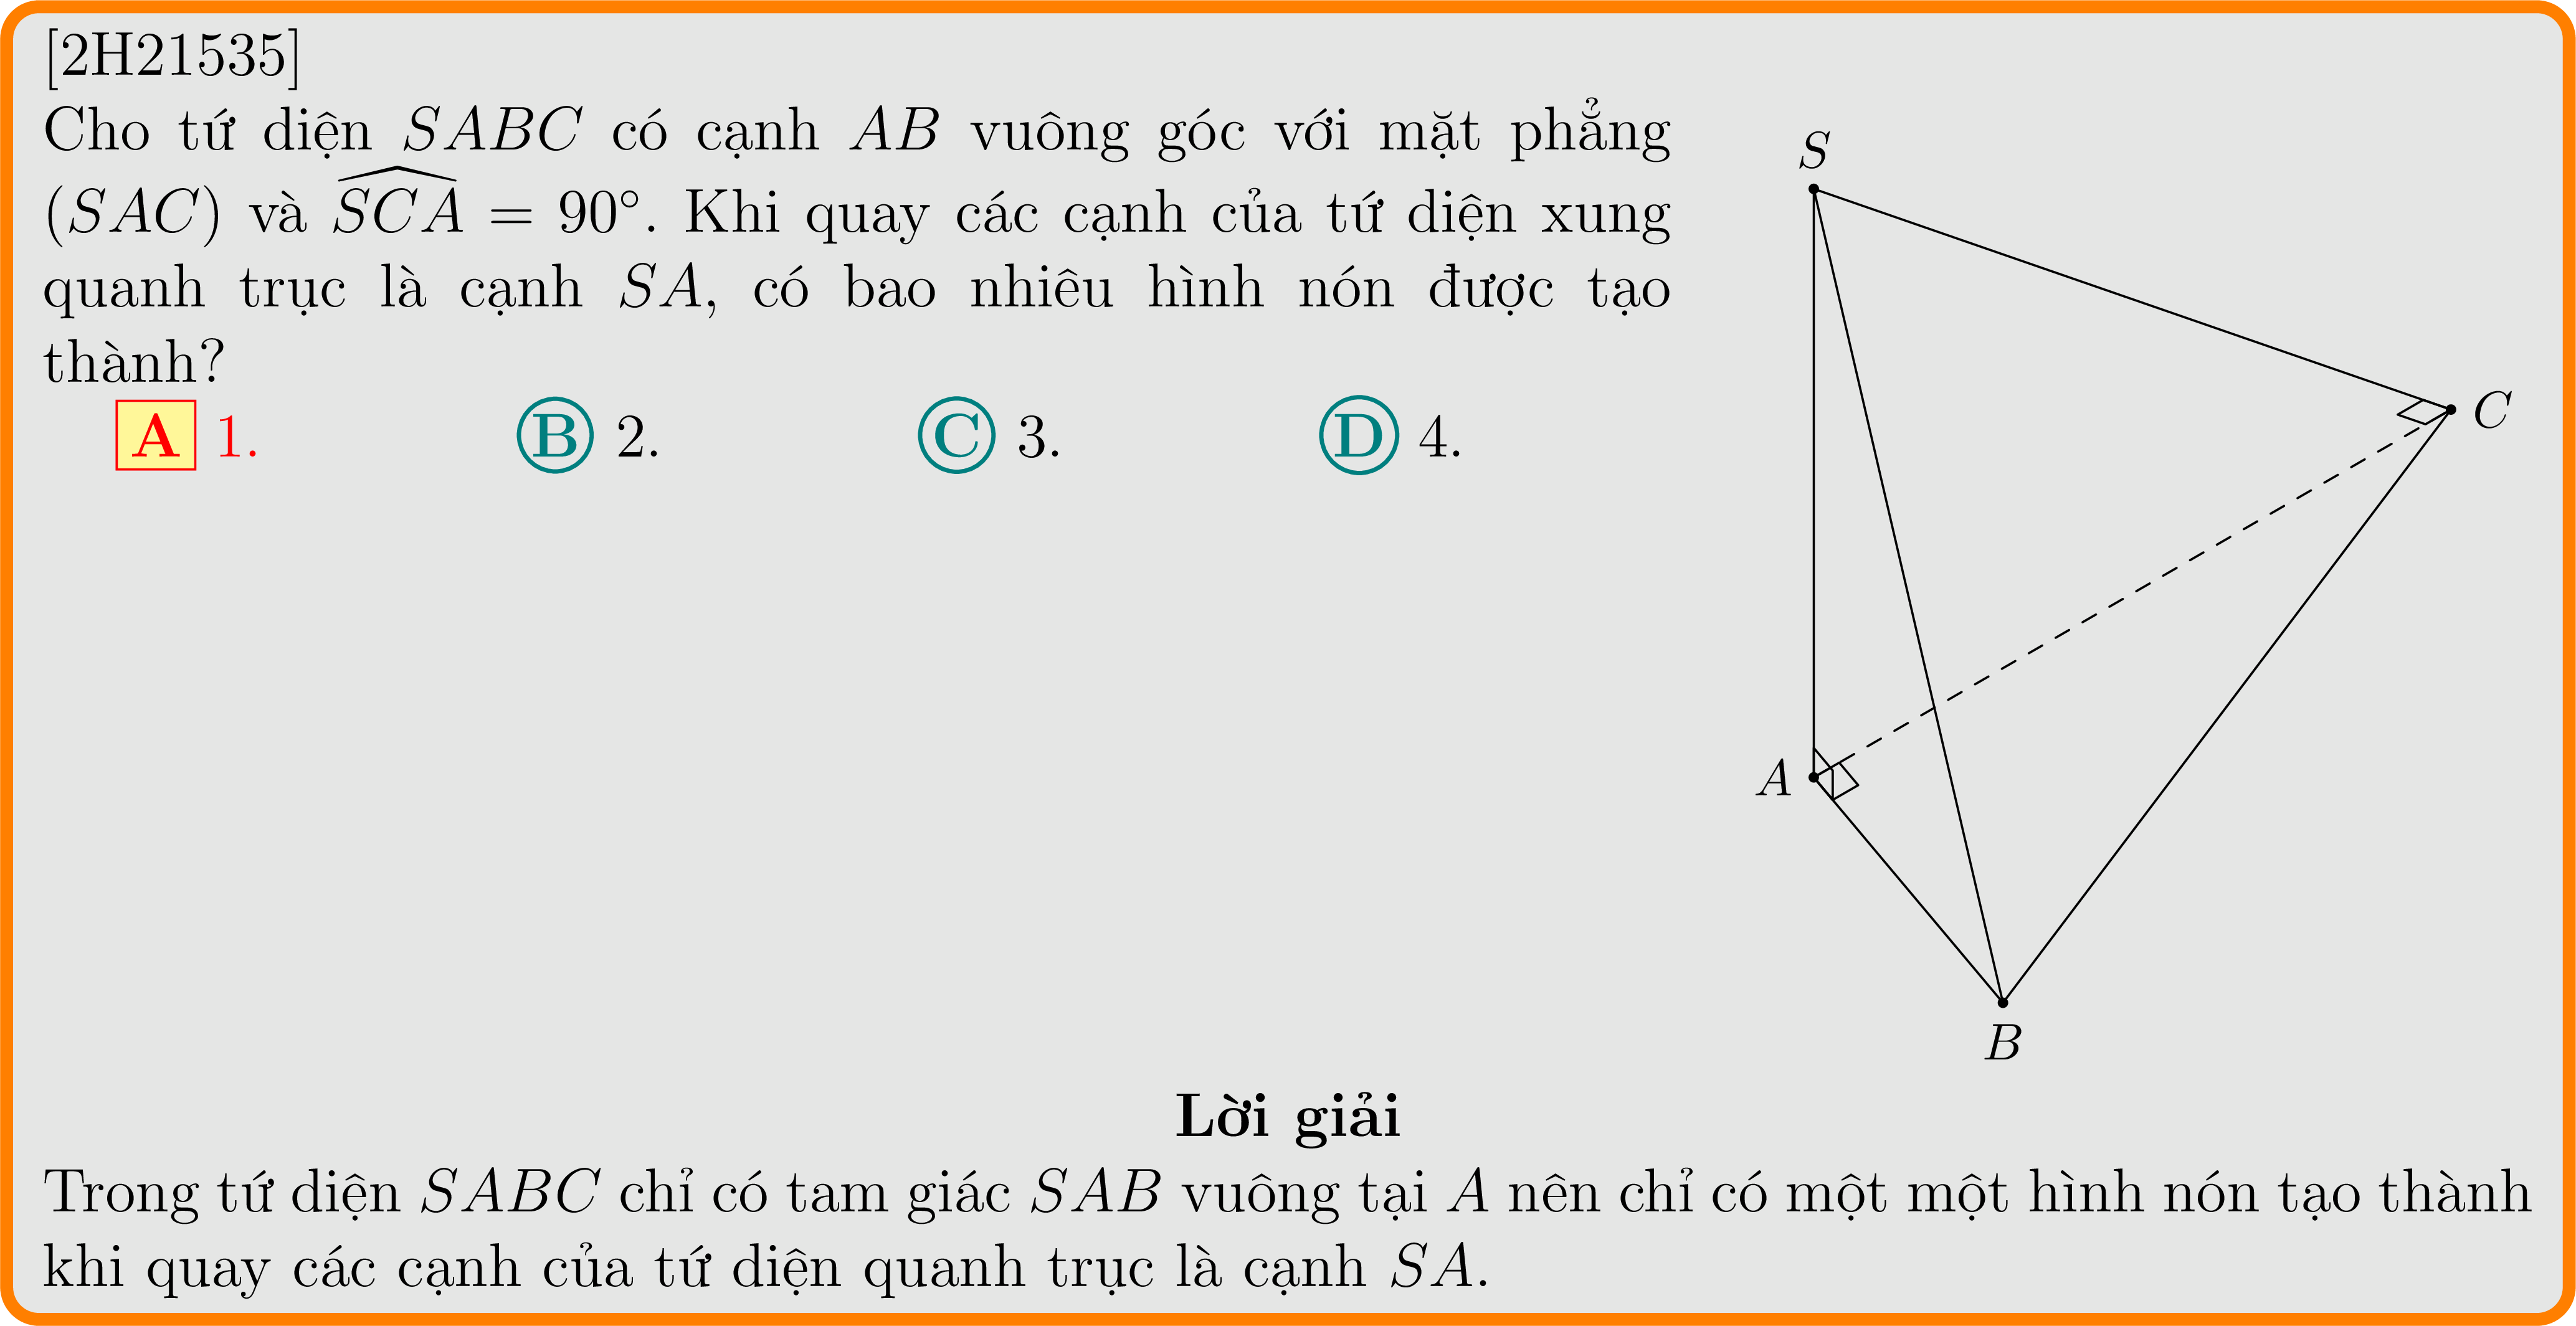 [2H21535]
Cho tứ diện SABC có cạnh AB vuông góc với mặt phẳng
(SAC) và $\widehat{SCA}$ = 90°. Khi quay các cạnh của tứ diện xung
quanh trục là cạnh SA, có bao nhiêu hình nón được tạo
thành?
A 1. B 2. C 3. D 4.
S
C
A
B
Lời giải
Trong tứ diện SABC chỉ có tam giác SAB vuông tại A nên chỉ có một một hình nón tạo thành
khi quay các cạnh của tứ diện quanh trục là cạnh SA.